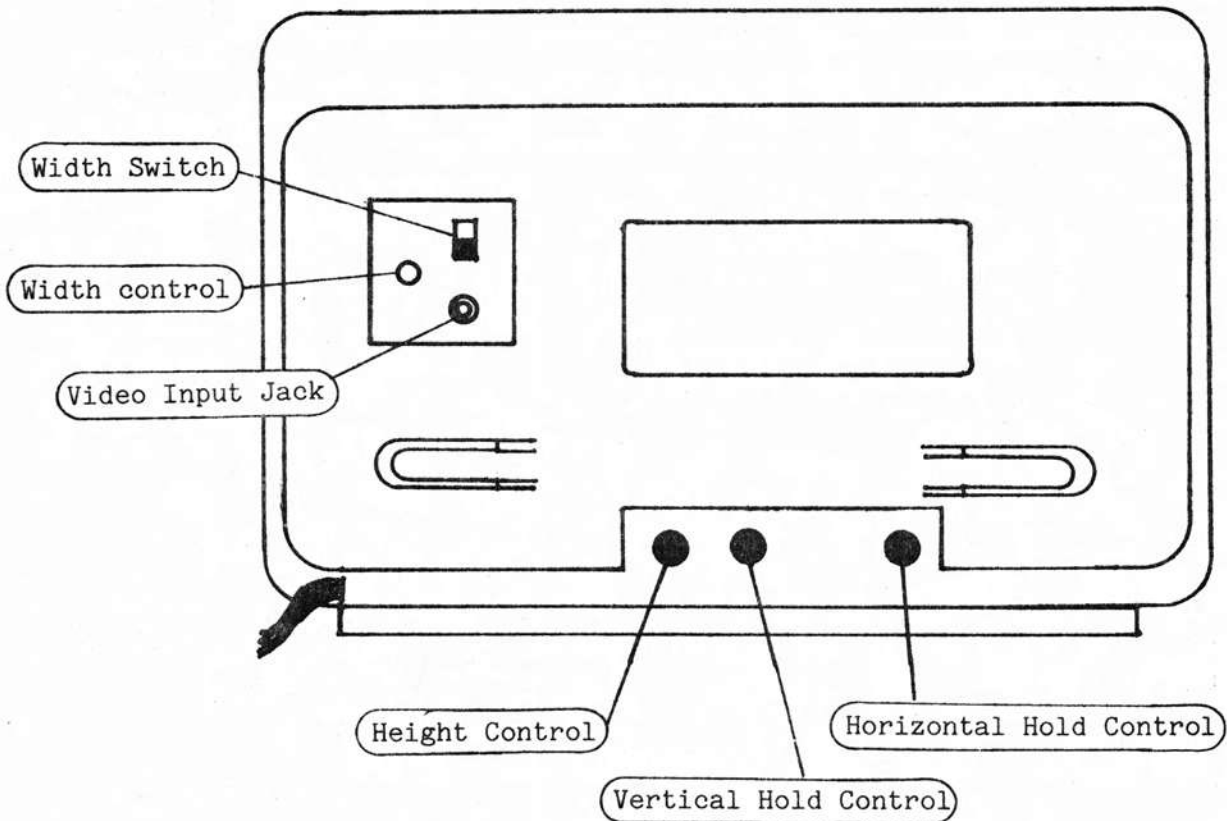 Width Switch
Width control
Video Input Jack
Height Control
Horizontal Hold Control
Vertical Hold Control